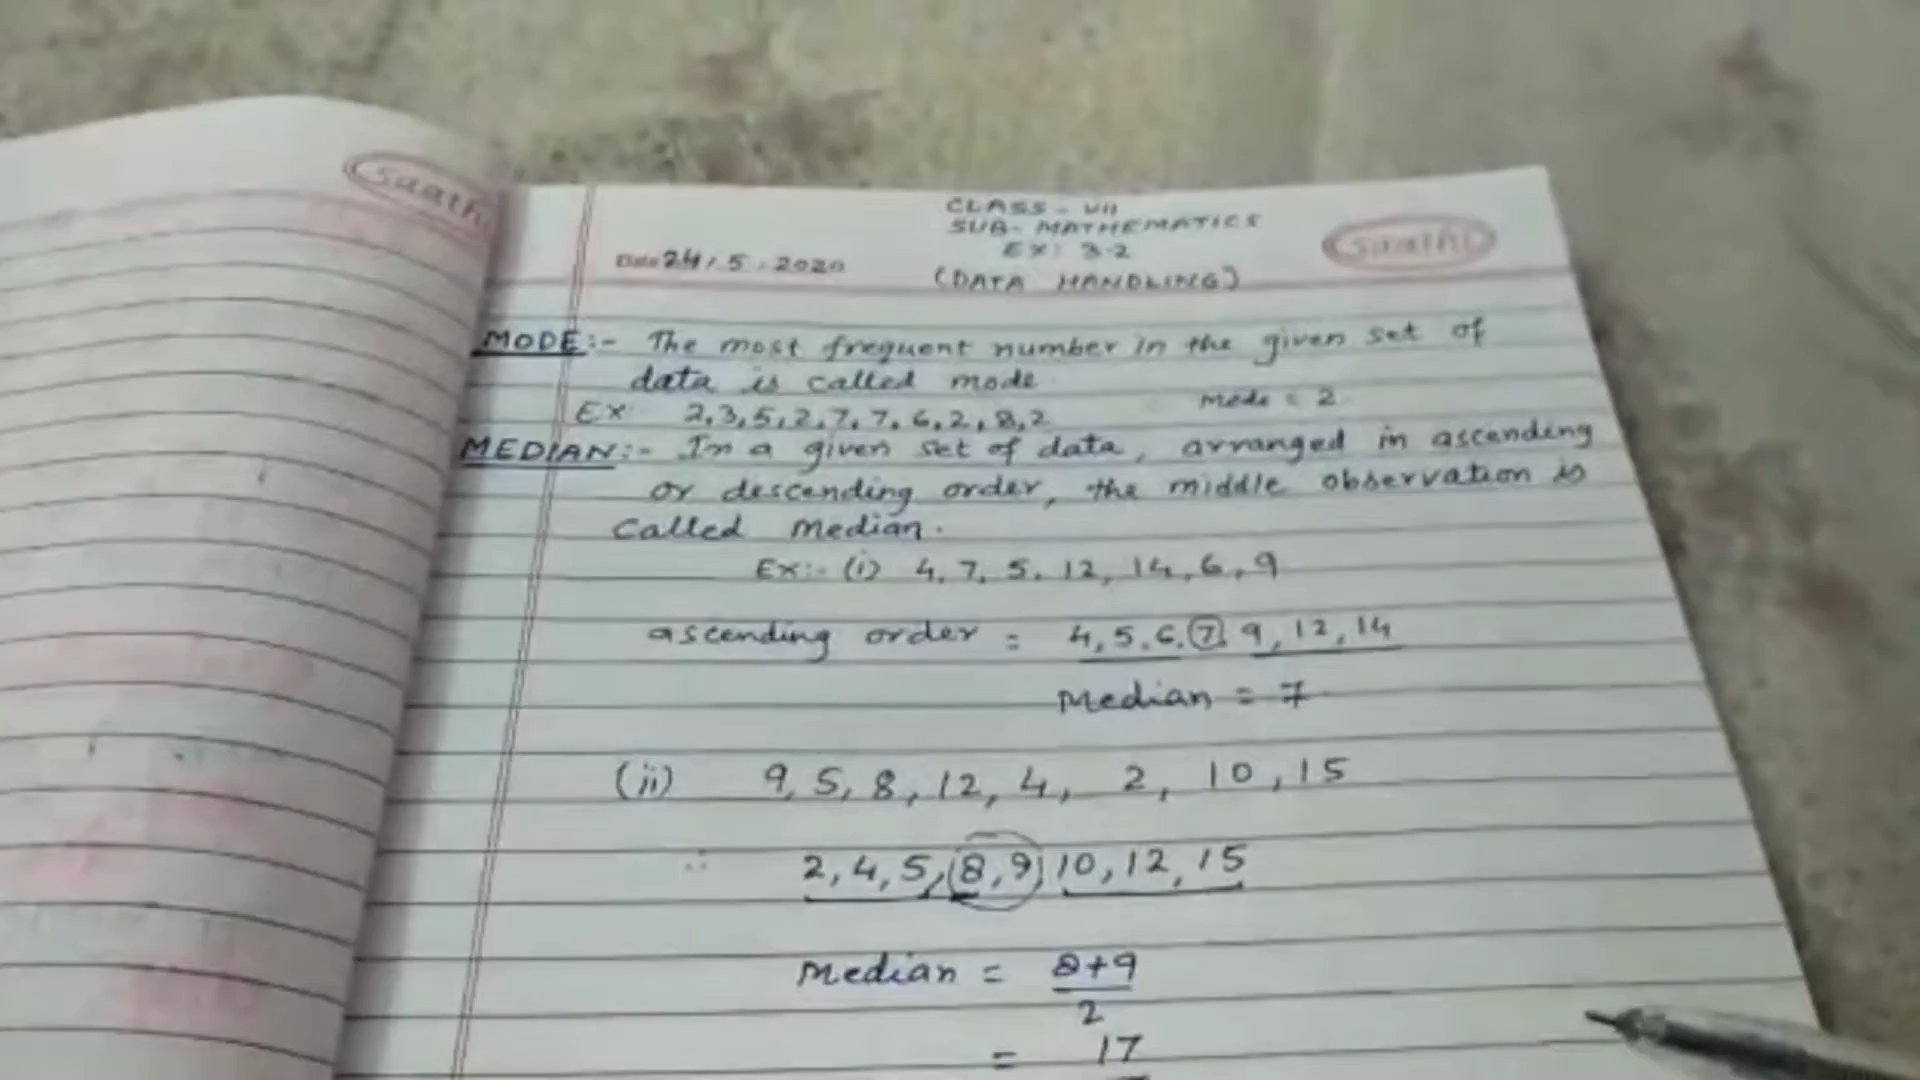 saathi
CLASS - VII
SUB- MATHEMATICS
EX: 3.2
(DATA HANDLING)
Date 24.5.2020
saathi
MODE:- The most frequent number in the given set of
data is called mode.
Ex:- 2,3,5,2,7,7,6,2,8,2 mode = 2
MEDIAN:- In a given set of data, arranged in ascending
or descending order, the middle observation is
called median.
Ex:- (i) 4, 7, 5, 12, 14, 6, 9
ascending order = 4,5,6,7, 9, 12, 14
Median = 7
(ii) 9, 5, 8, 12, 4, 2, 10, 15
∴ 2, 4, 5, 8, 9, 10, 12, 15
Median = 8+9
2
= 17